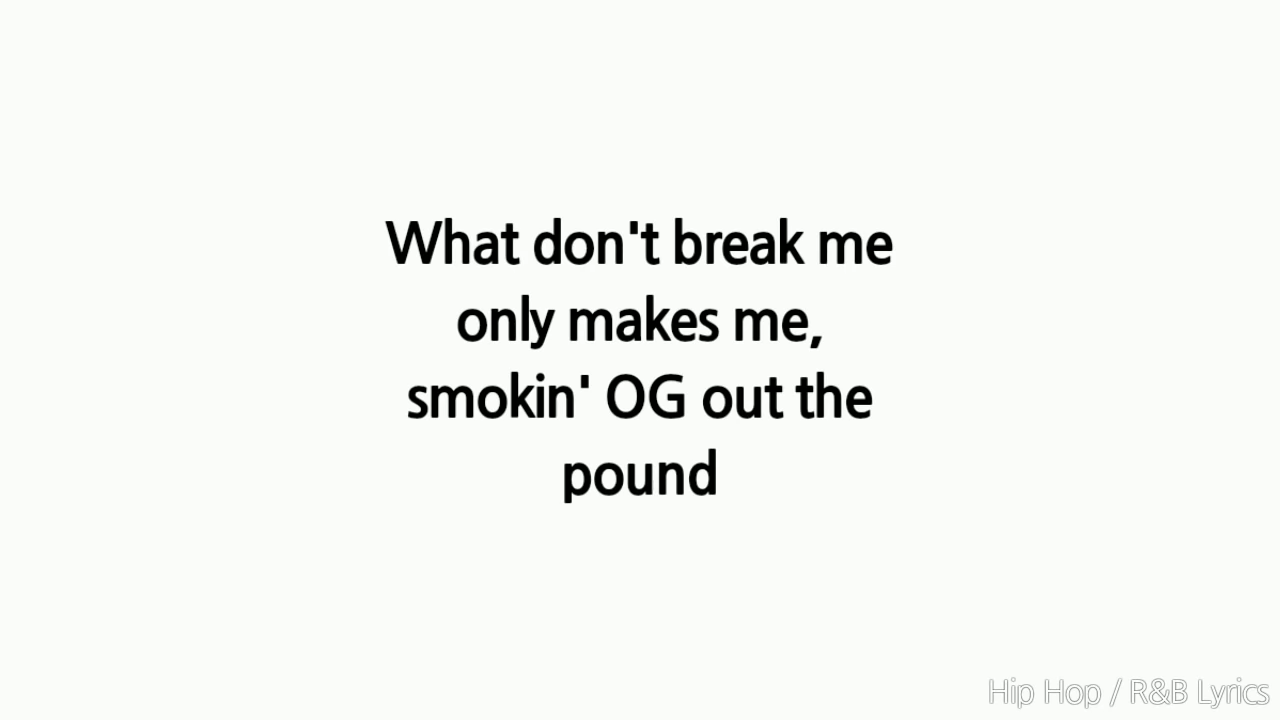 What don't break me
only makes me,
smokin' OG out the
pound
Hip Hop / R&B Lyrics